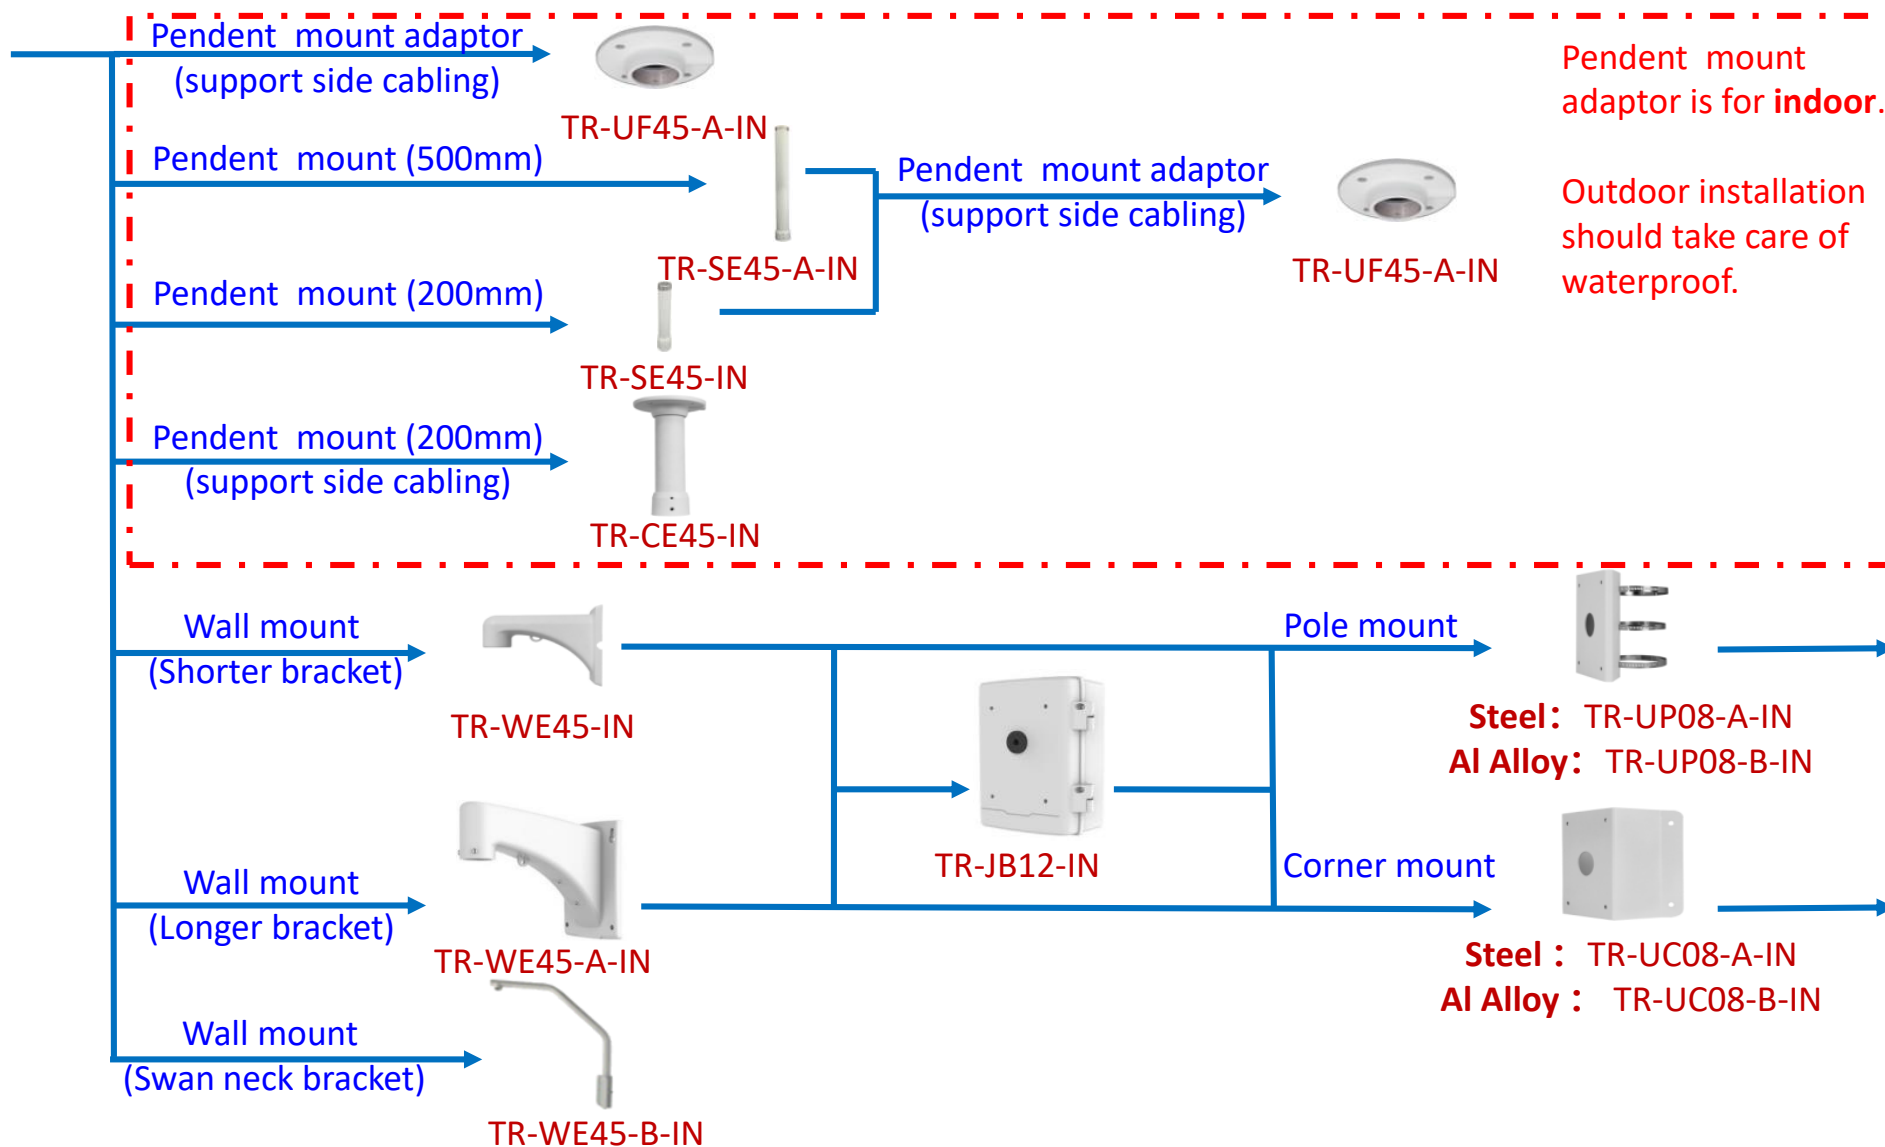 Pendent  mount adaptor
(support side cabling)
TR-UF45-A-IN
Pendent  mount
adaptor is for indoor.
Outdoor installation
should take care of
waterproof.
Pendent  mount (500mm)
TR-SE45-A-IN
Pendent  mount adaptor
(support side cabling)
TR-UF45-A-IN
Pendent  mount (200mm)
TR-SE45-IN
Pendent  mount (200mm)
(support side cabling)
TR-CE45-IN
Wall mount
(Shorter bracket)
TR-WE45-IN
Pole mount
Steel： TR-UP08-A-IN
Al Alloy： TR-UP08-B-IN
TR-JB12-IN
Wall mount
(Longer bracket)
TR-WE45-A-IN
Corner mount
Steel： TR-UC08-A-IN
Al Alloy： TR-UC08-B-IN
Wall mount
(Swan neck bracket)
TR-WE45-B-IN